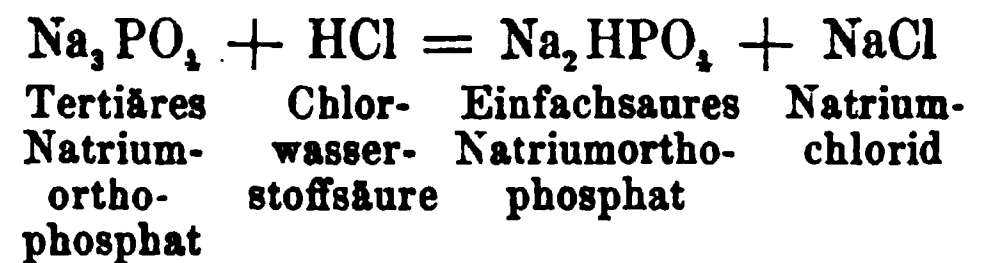 Na₃PO₄ + HCl = Na₂HPO₄ + NaCl
Tertiäres Chlor- Einfachsaures Natrium-
Natrium- wasser- Natriumortho- chlorid
ortho- stoffsäure phosphat
phosphat